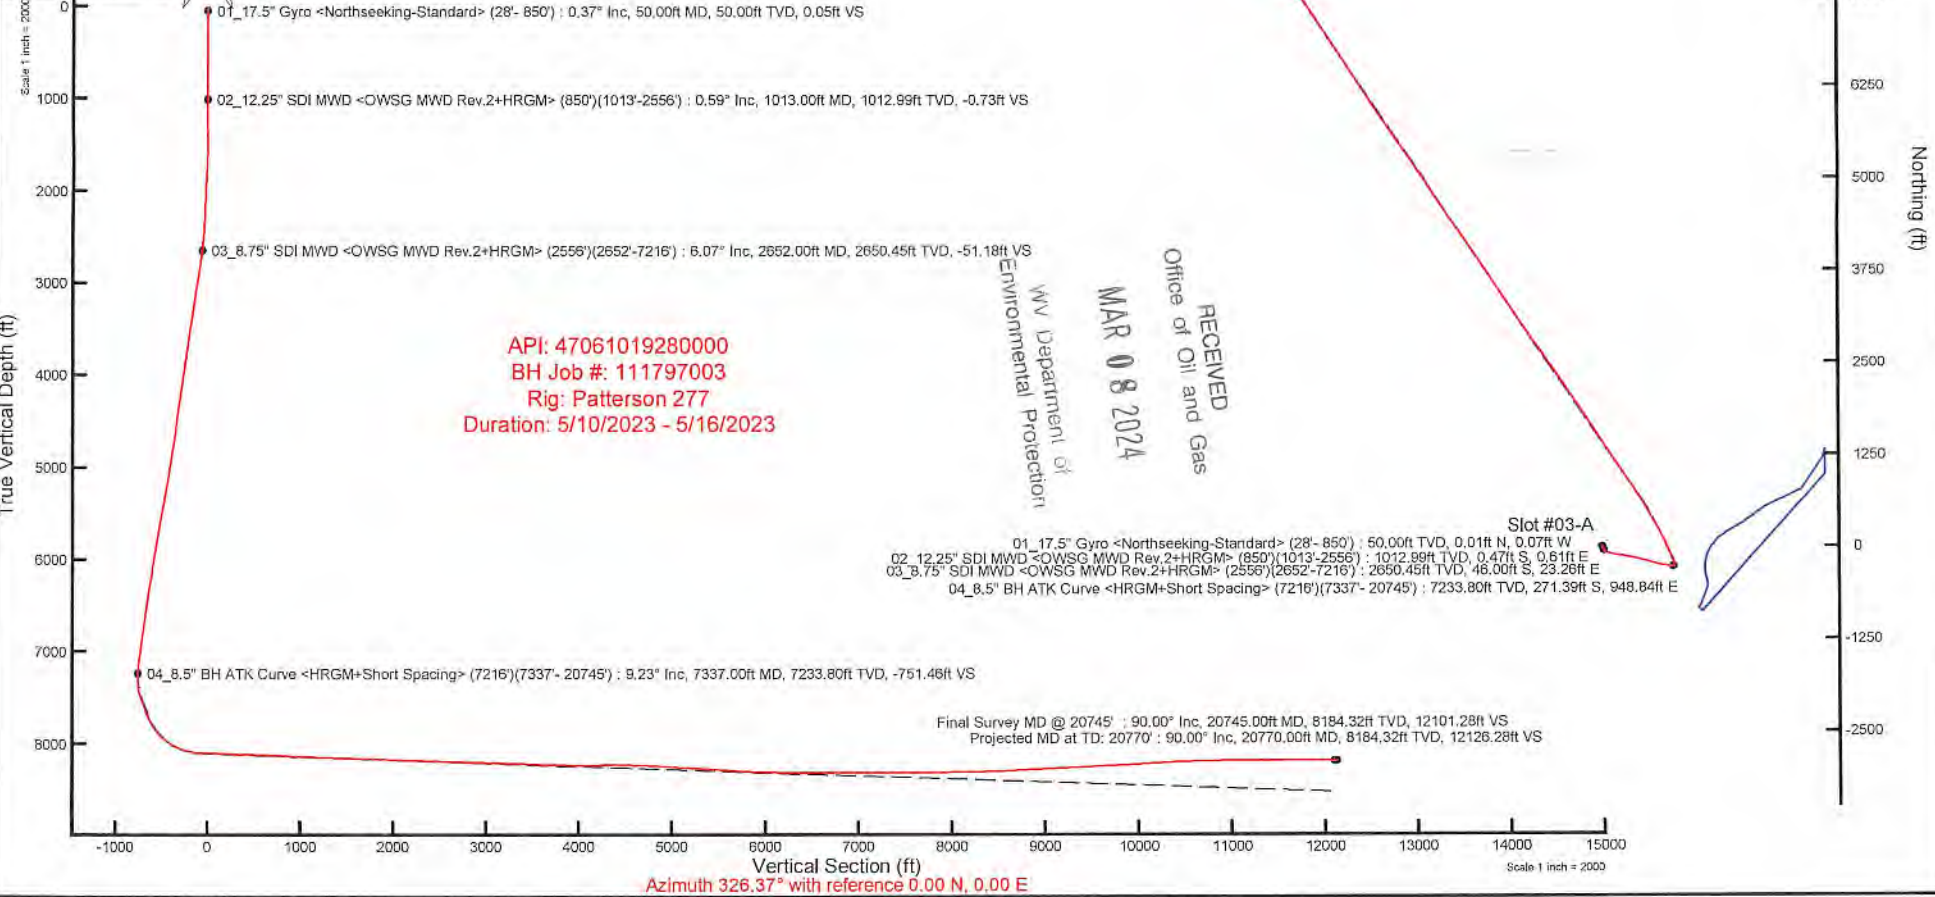 0
Scale 1 inch = 2000
01_17.5" Gyro <Northseeking-Standard> (28'- 850') : 0.37° Inc, 50.00ft MD, 50.00ft TVD, 0.05ft VS
1000
02_12.25" SDI MWD <OWSG MWD Rev.2+HRGM> (850')(1013'-2556') : 0.59° Inc, 1013.00ft MD, 1012.99ft TVD, -0.73ft VS
2000
03_8.75" SDI MWD <OWSG MWD Rev.2+HRGM> (2556')(2652'-7216') : 6.07° Inc, 2652.00ft MD, 2650.45ft TVD, -51.18ft VS
3000
4000
5000
6000
7000
8000
True Vertical Depth (ft)
API: 47061019280000
BH Job #: 111797003
Rig: Patterson 277
Duration: 5/10/2023 - 5/16/2023
RECEIVED
Office of Oil and Gas
MAR 08 2024
WV Department of
Environmental Protection
6250
5000
3750
2500
1250
0
-1250
-2500
Northing (ft)
Slot #03-A
01_17.5" Gyro <Northseeking-Standard> (28'- 850') : 50.00ft TVD, 0.01ft N, 0.07ft W
02_12.25" SDI MWD <OWSG MWD Rev.2+HRGM> (850')(1013'-2556') : 1012.99ft TVD, 0.47ft S, 0.61ft E
03_8.75" SDI MWD <OWSG MWD Rev.2+HRGM> (2556')(2652'-7216') : 2650.45ft TVD, 46.00ft S, 23.26ft E
04_8.5" BH ATK Curve <HRGM+Short Spacing> (7216')(7337'- 20745') : 7233.80ft TVD, 271.39ft S, 948.84ft E
04_8.5" BH ATK Curve <HRGM+Short Spacing> (7216')(7337'- 20745') : 9.23° Inc, 7337.00ft MD, 7233.80ft TVD, -751.46ft VS
Final Survey MD @ 20745' : 90.00° Inc, 20745.00ft MD, 8184.32ft TVD, 12101.28ft VS
Projected MD at TD: 20770' : 90.00° Inc, 20770.00ft MD, 8184.32ft TVD, 12126.28ft VS
-1000 0 1000 2000 3000 4000 5000 6000 7000 8000 9000 10000 11000 12000 13000 14000 15000
Vertical Section (ft)
Scale 1 inch = 2000
Azimuth 326.37° with reference 0.00 N, 0.00 E